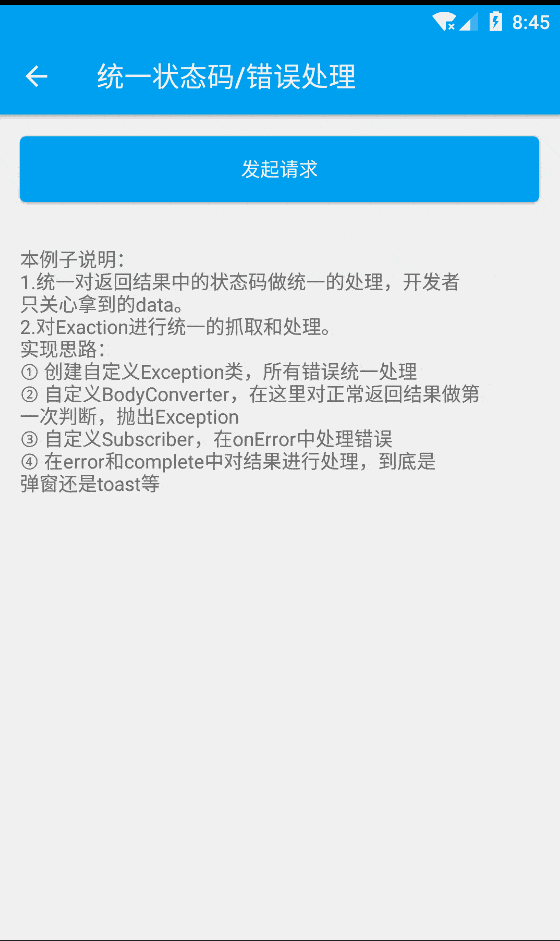 8:45
统一状态码/错误处理
发起请求
本例子说明：
1.统一对返回结果中的状态码做统一的处理，开发者
只关心拿到的data。
2.对Exaction进行统一的抓取和处理。
实现思路：
① 创建自定义Exception类，所有错误统一处理
② 自定义BodyConverter，在这里对正常返回结果做第
一次判断，抛出Exception
③ 自定义Subscriber，在onError中处理错误
④ 在error和complete中对结果进行处理，到底是
弹窗还是toast等